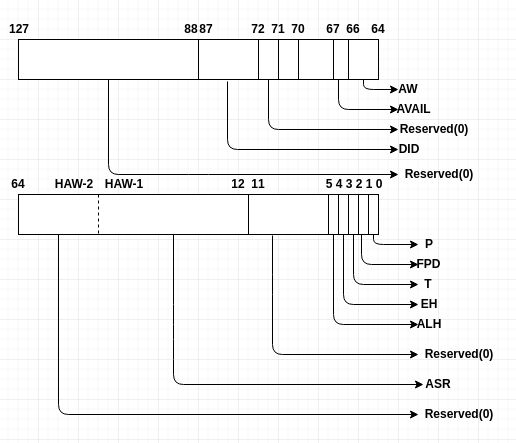 127 88 87 72 71 70 67 66 64
AW
AVAIL
Reserved(0)
DID
Reserved(0)
64 HAW-2 HAW-1 12 11 5 4 3 2 1 0
P
FPD
T
EH
ALH
Reserved(0)
ASR
Reserved(0)